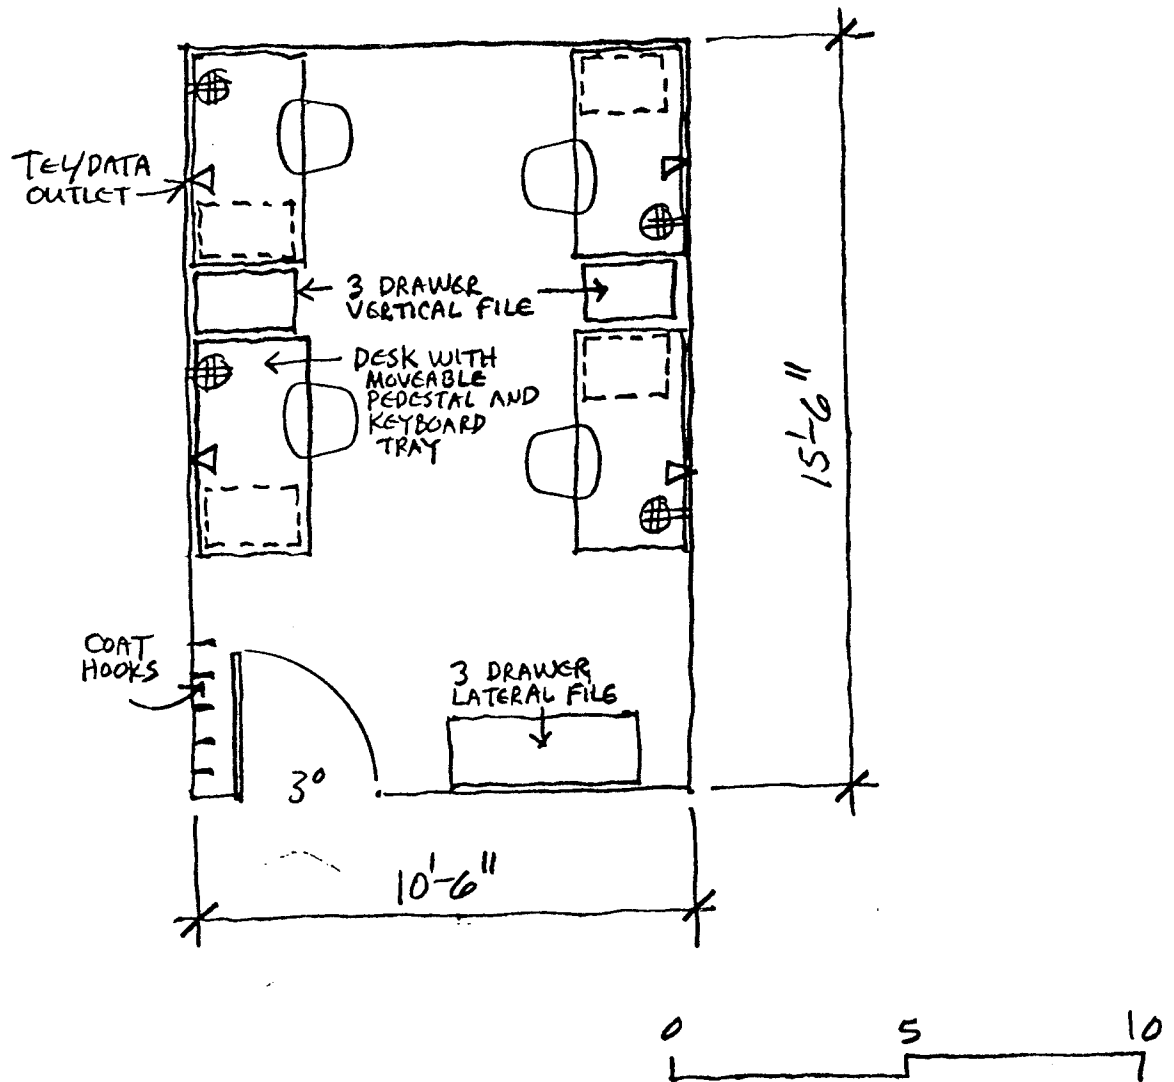 TEL/DATA
OUTLET
3 DRAWER
VERTICAL FILE
DESK WITH
MOVEABLE
PEDESTAL AND
KEYBOARD
TRAY
15'-6"
COAT
HOOKS
3 DRAWER
LATERAL FILE
3⁰
10'-6"
0 5 10